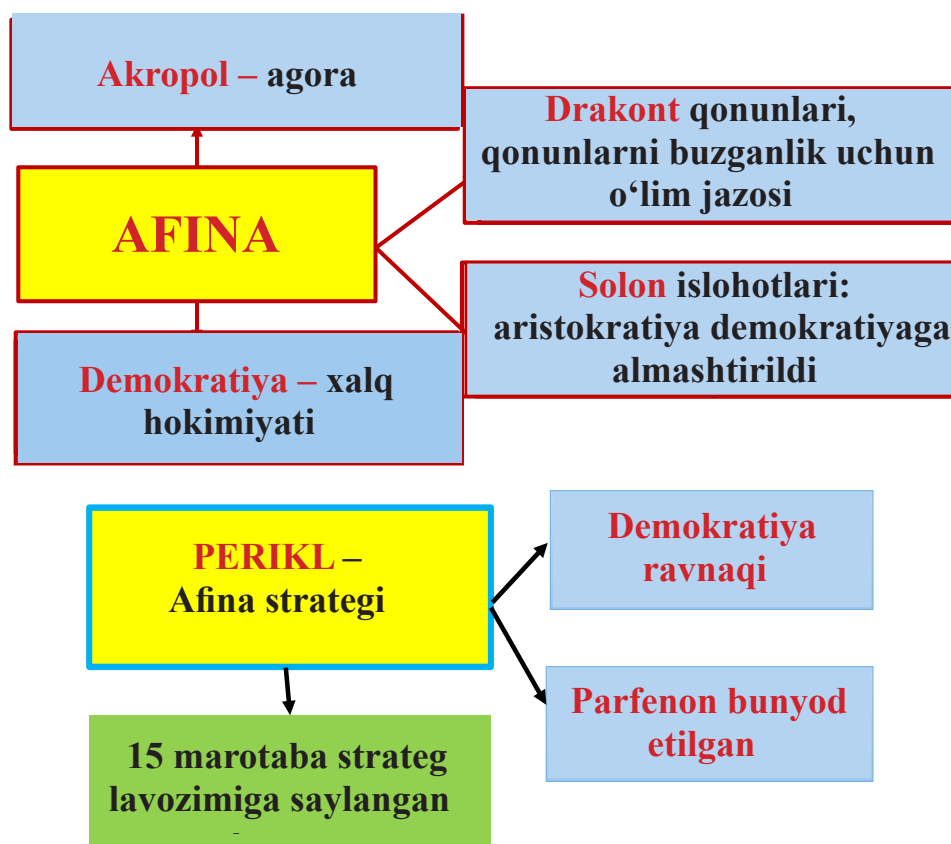 Akropol – agora
Drakont qonunlari,
qonunlarni buzganlik uchun
o‘lim jazosi
AFINA
Solon islohotlari:
aristokratiya demokratiyaga
almashtirildi
Demokratiya – xalq
hokimiyati
PERIKL –
Afina strategi
Demokratiya
ravnaqi
Parfenon bunyod
etilgan
15 marotaba strateg
lavozimiga saylangan